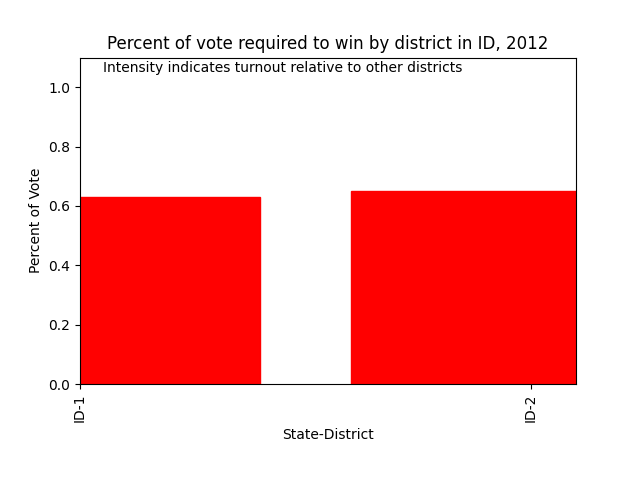 Percent of vote required to win by district in ID, 2012
Intensity indicates turnout relative to other districts
1.0
0.8
0.6
0.4
0.2
0.0
Percent of Vote
ID-1
ID-2
State-District